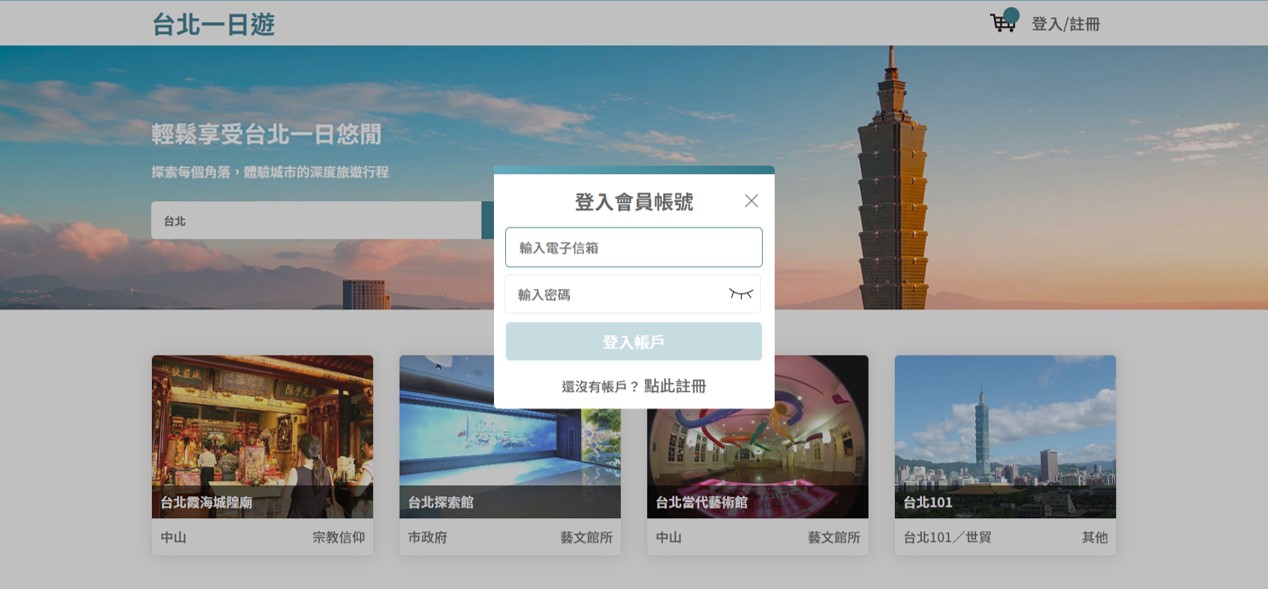 台北一日遊
登入/註冊
輕鬆享受台北一日悠閒
探索每個角落，體驗城市的深度旅遊行程
台北
登入會員帳號
輸入電子信箱
輸入密碼
登入帳戶
還沒有帳戶？點此註冊
台北霞海城隍廟
中山 宗教信仰
台北探索館
市政府 藝文館所
台北當代藝術館
中山 藝文館所
台北101
台北101／世貿 其他